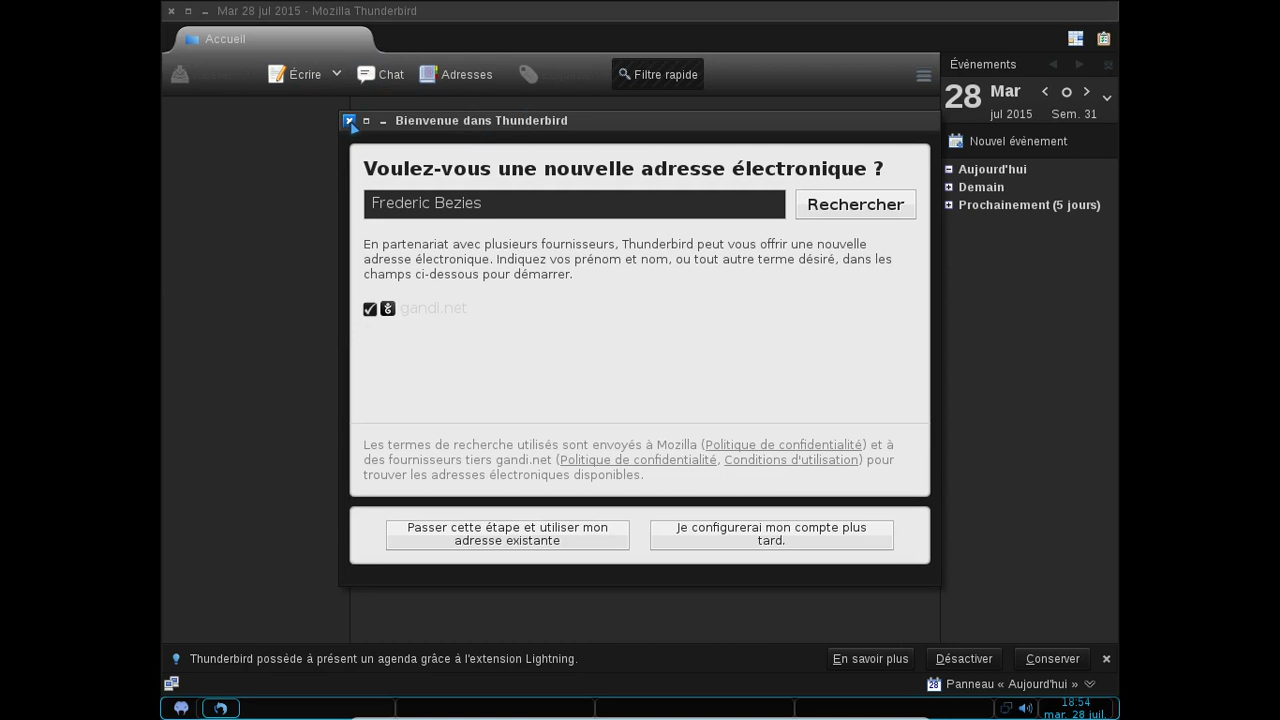 Mar 28 jul 2015 - Mozilla Thunderbird
Accueil
Écrire
Chat
Adresses
Filtre rapide
Évènements
28
Mar
jul 2015
Sem. 31
Nouvel évènement
Aujourd'hui
Demain
Prochainement (5 jours)
Bienvenue dans Thunderbird
Voulez-vous une nouvelle adresse électronique ?
Frederic Bezies
Rechercher
En partenariat avec plusieurs fournisseurs, Thunderbird peut vous offrir une nouvelle
adresse électronique. Indiquez vos prénom et nom, ou tout autre terme désiré, dans les
champs ci-dessous pour démarrer.
gandi.net
Les termes de recherche utilisés sont envoyés à Mozilla (Politique de confidentialité) et à
des fournisseurs tiers gandi.net (Politique de confidentialité, Conditions d'utilisation) pour
trouver les adresses électroniques disponibles.
Passer cette étape et utiliser mon
adresse existante
Je configurerai mon compte plus
tard.
Thunderbird possède à présent un agenda grâce à l'extension Lightning.
En savoir plus
Désactiver
Conserver
28
Panneau « Aujourd'hui »
18:54
mar. 28 juil.